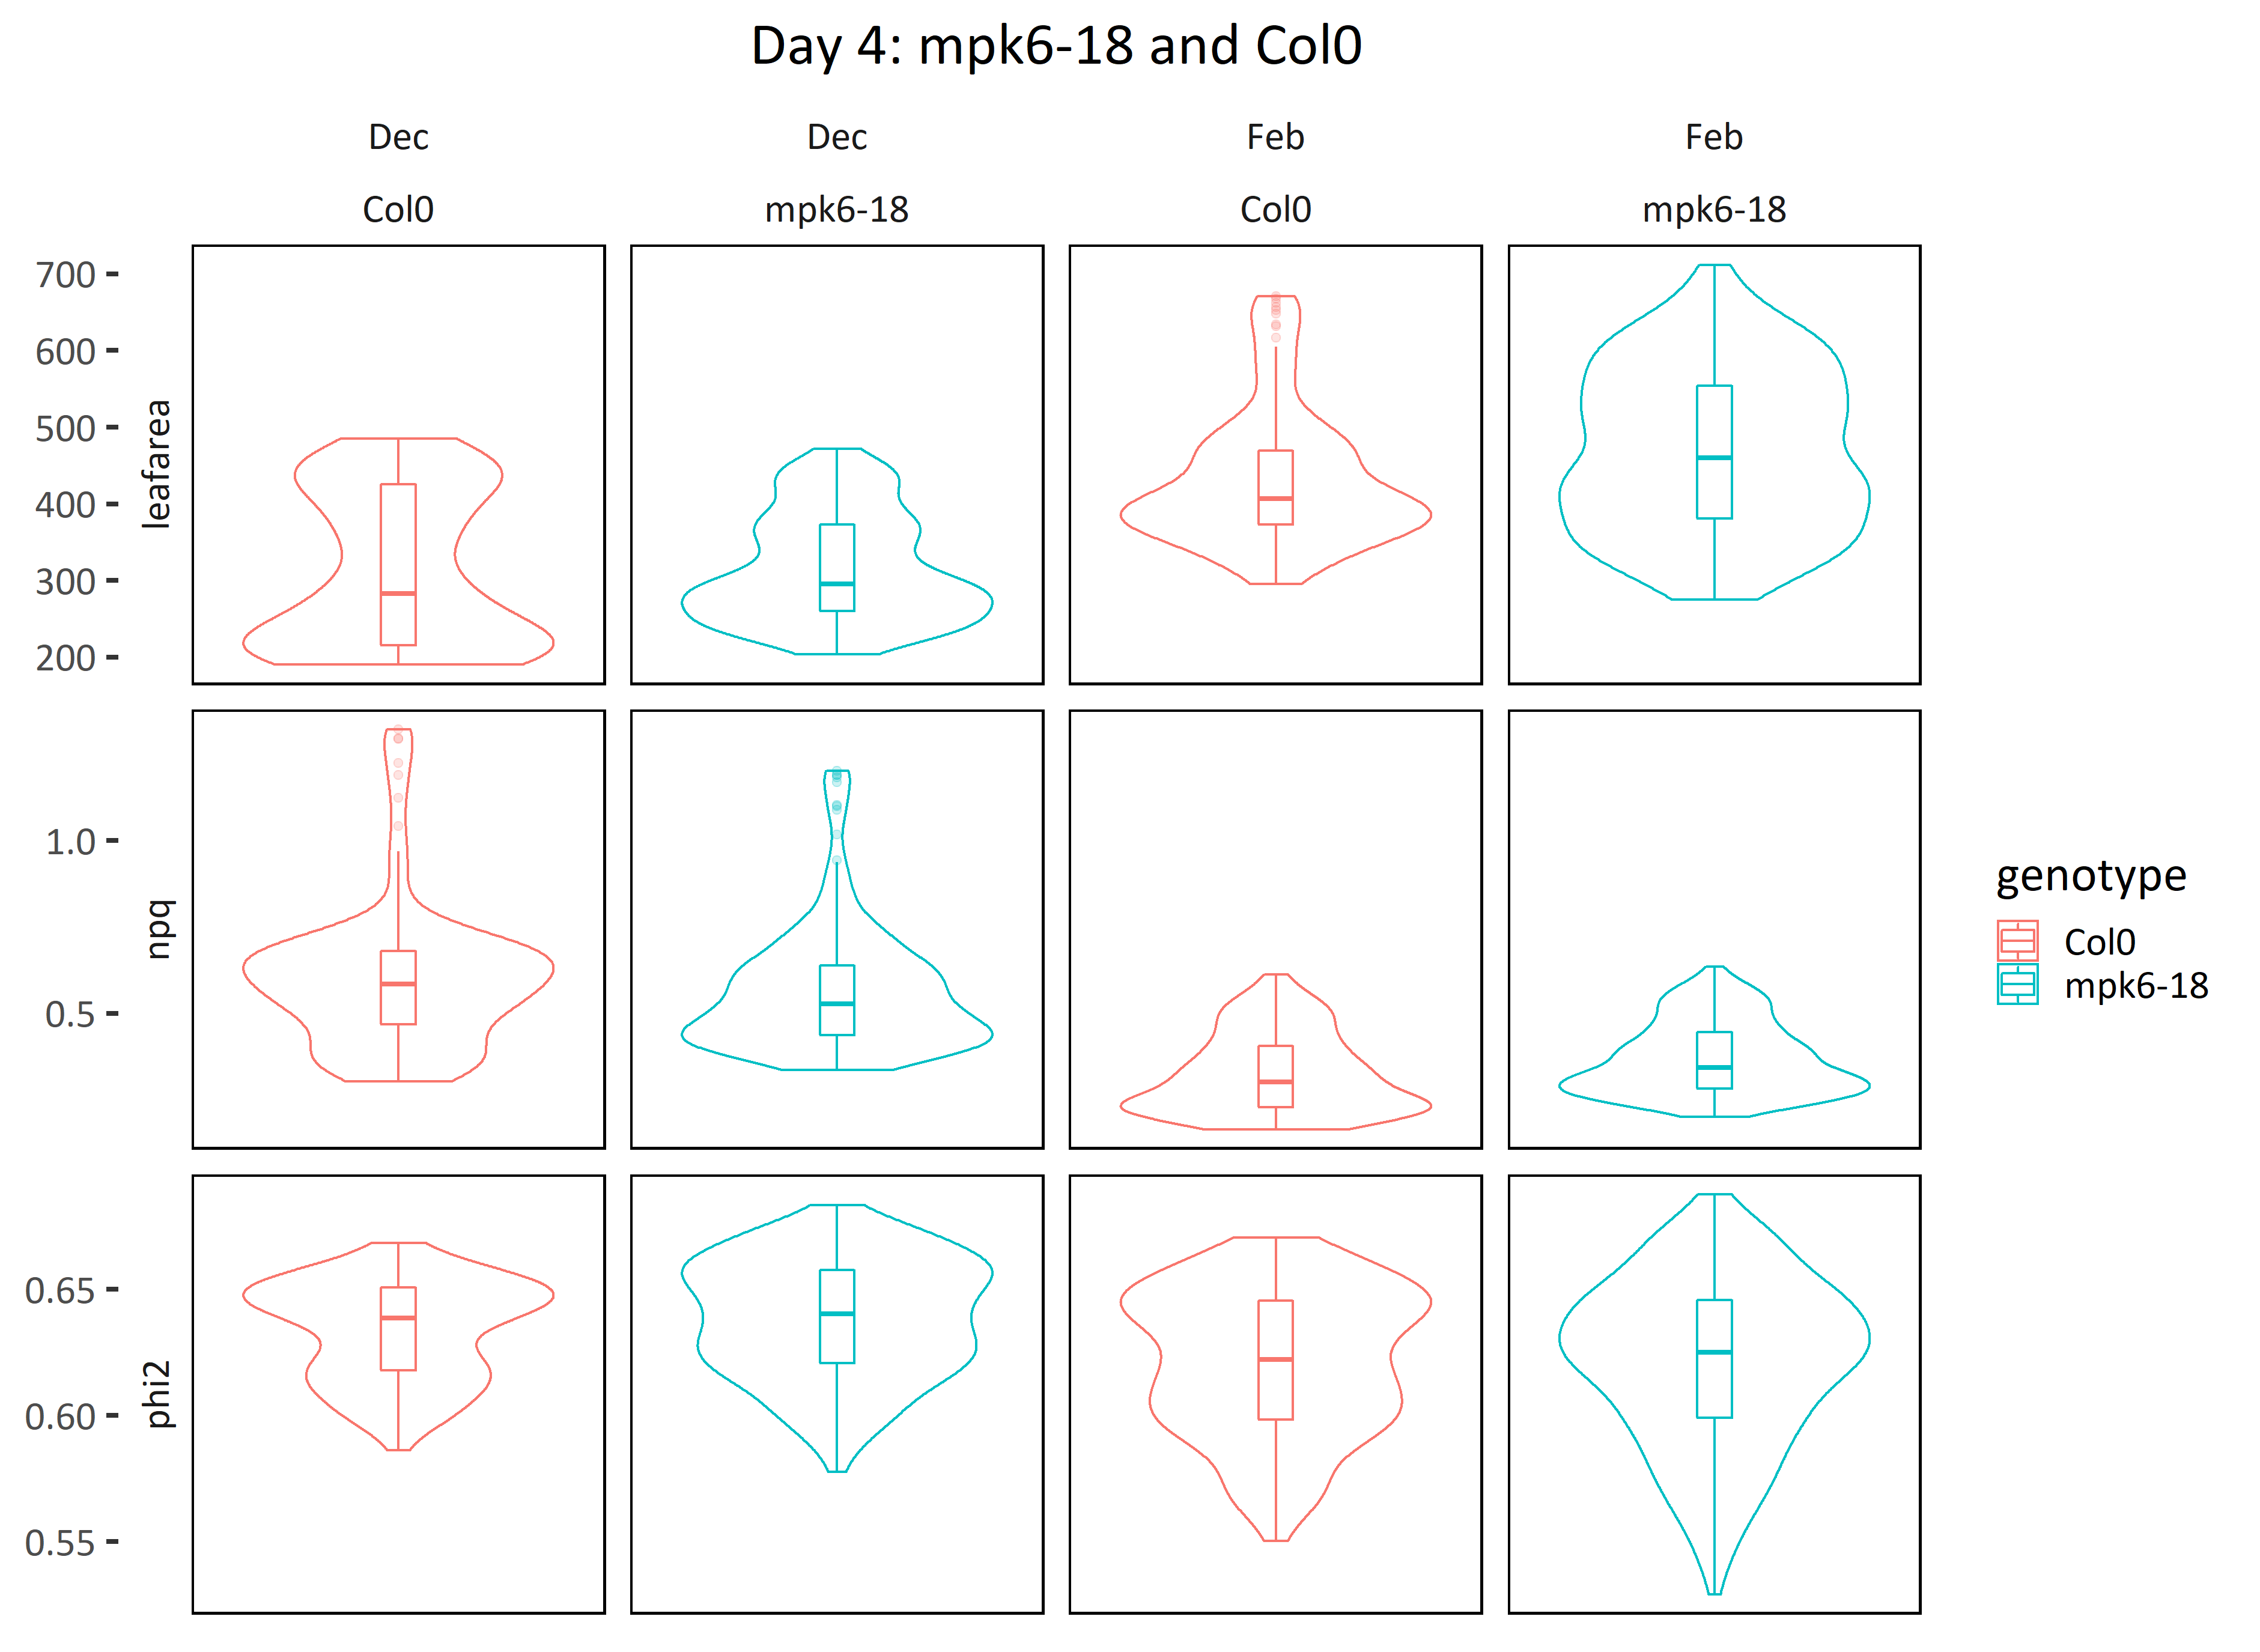 Day 4: mpk6-18 and Col0
Dec Dec Feb Feb
Col0 mpk6-18 Col0 mpk6-18
700
600
500
400
300
200
leafarea
1.0
0.5
npq
0.65
0.60
0.55
phi2
genotype
Col0
mpk6-18